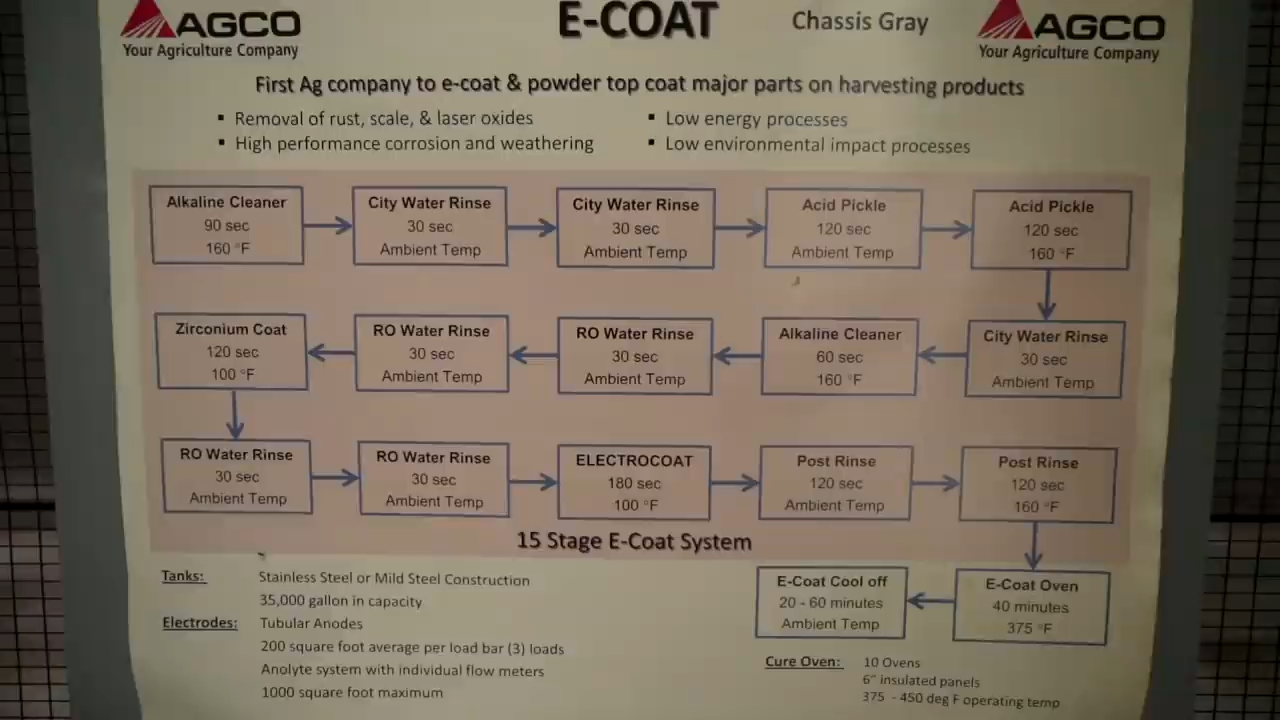 AGCO
Your Agriculture Company
E-COAT
Chassis Gray
AGCO
Your Agriculture Company
First Ag company to e-coat & powder top coat major parts on harvesting products
▪ Removal of rust, scale, & laser oxides
▪ High performance corrosion and weathering
▪ Low energy processes
▪ Low environmental impact processes
Alkaline Cleaner
90 sec
160 °F
City Water Rinse
30 sec
Ambient Temp
City Water Rinse
30 sec
Ambient Temp
Acid Pickle
120 sec
Ambient Temp
Acid Pickle
120 sec
160 °F
City Water Rinse
30 sec
Ambient Temp
Alkaline Cleaner
60 sec
160 °F
RO Water Rinse
30 sec
Ambient Temp
RO Water Rinse
30 sec
Ambient Temp
Zirconium Coat
120 sec
100 °F
RO Water Rinse
30 sec
Ambient Temp
RO Water Rinse
30 sec
Ambient Temp
ELECTROCOAT
180 sec
100 °F
Post Rinse
120 sec
Ambient Temp
Post Rinse
120 sec
160 °F
15 Stage E-Coat System
E-Coat Oven
40 minutes
375 °F
E-Coat Cool off
20 - 60 minutes
Ambient Temp
Tanks: Stainless Steel or Mild Steel Construction
35,000 gallon in capacity
Electrodes: Tubular Anodes
200 square foot average per load bar (3) loads
Anolyte system with individual flow meters
1000 square foot maximum
Cure Oven: 10 Ovens
6" insulated panels
375 - 450 deg F operating temp